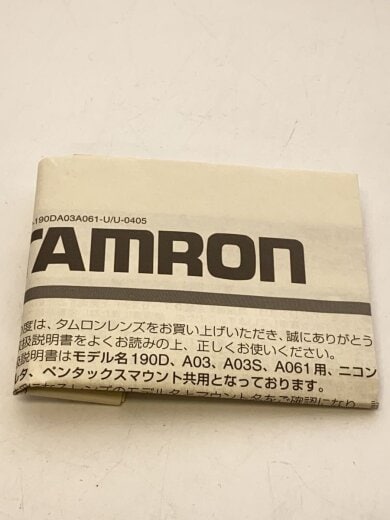 -190DA03A061-U/U-0405
TAMRON
度は、タムロンレンズをお買い上げいただき、誠にありがとう
扱説明書をよくお読みの上、正しくお使いください。
扱説明書はモデル名190D、A03、A03S、A061用、ニコン
ルタ、ペンタックスマウント共用となっております。